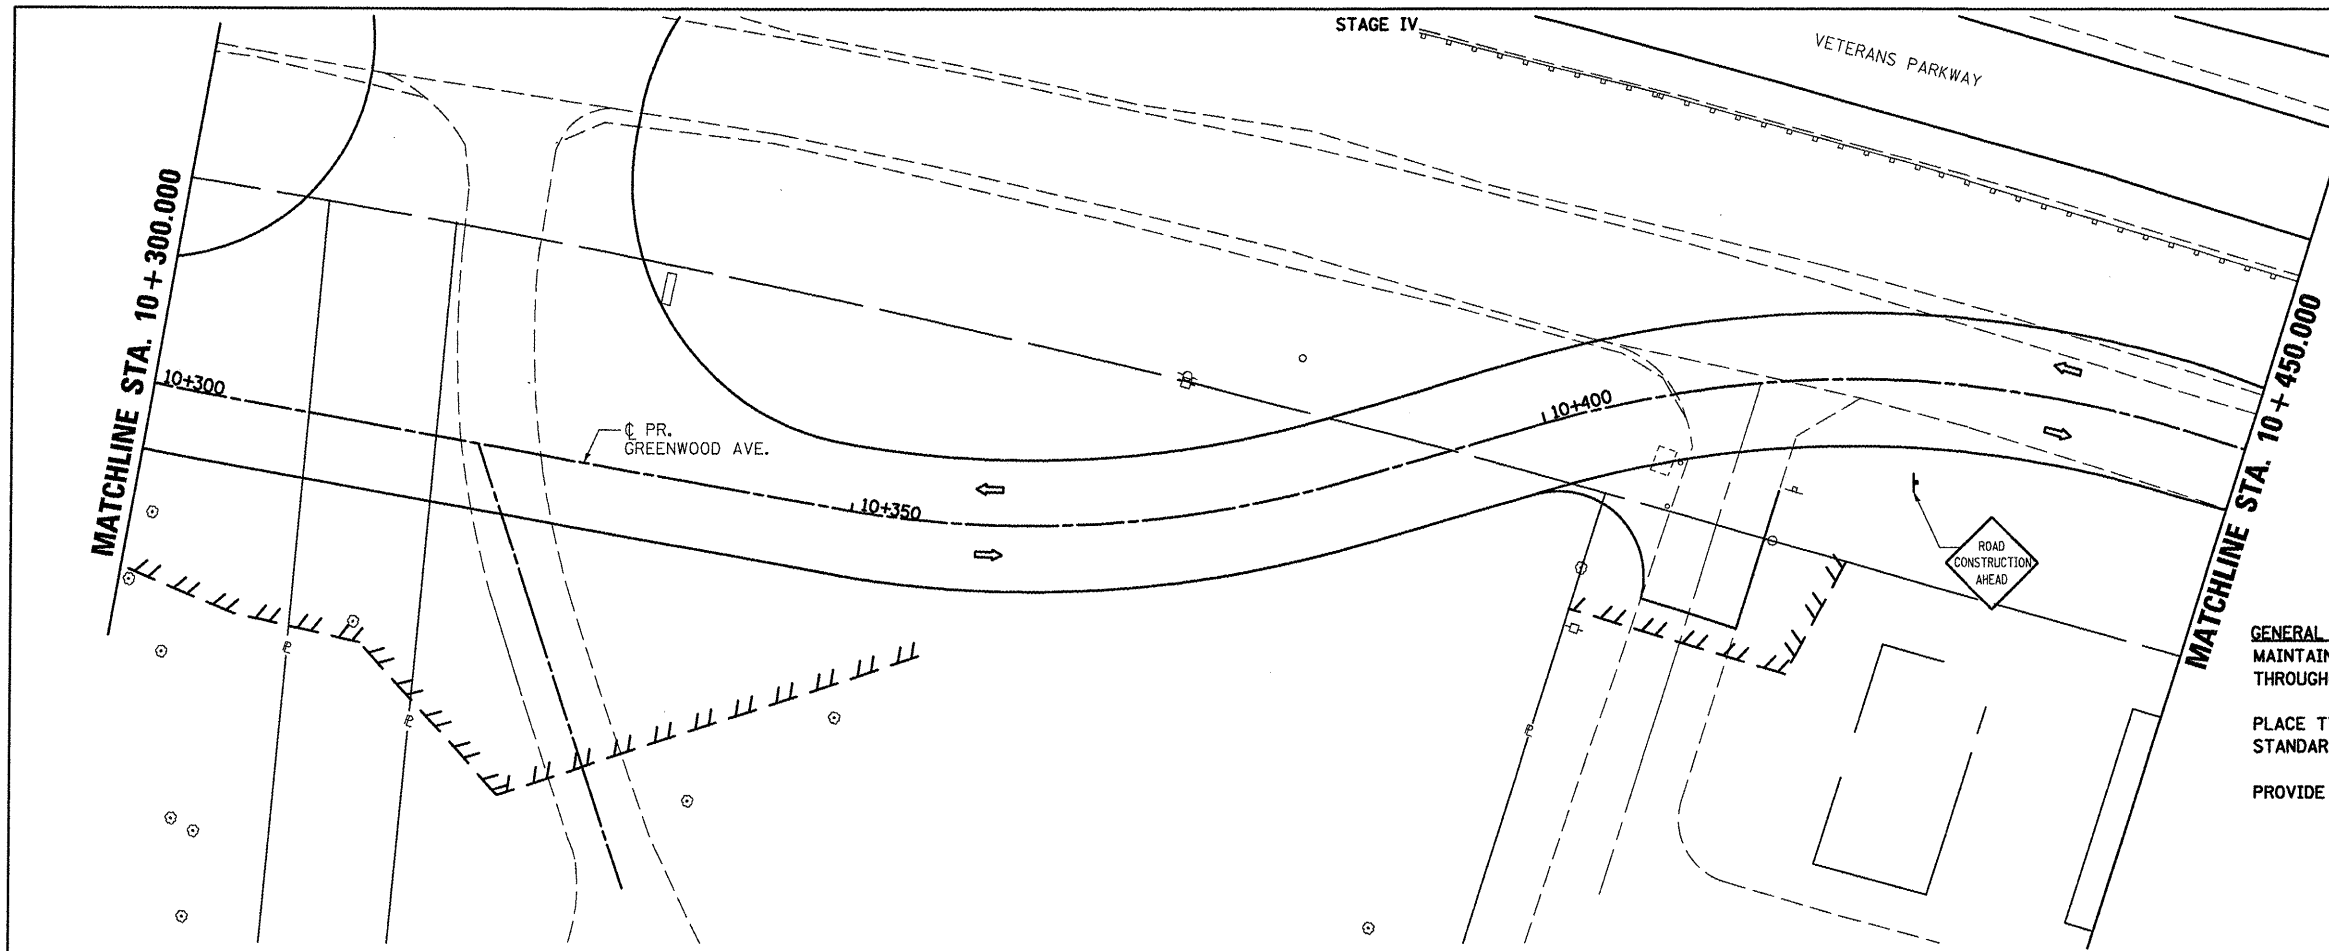 STAGE IV
VETERANS PARKWAY
MATCHLINE STA. 10+300.000
10+300
℄ PR.
GREENWOOD AVE.
10+350
10+400
MATCHLINE STA. 10+450.000
ROAD
CONSTRUCTION
AHEAD
℄
℄
℄
GENERAL
MAINTAIN
THROUGH
PLACE
STANDAR
PROVIDE